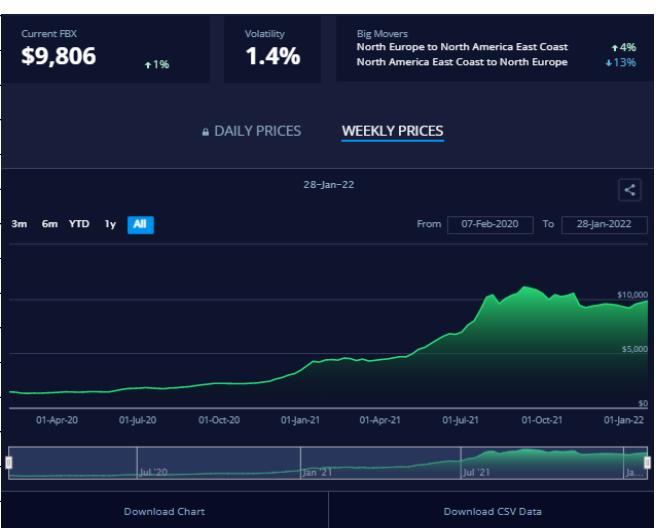 Current FBX
$9,806
↑1%
Volatility
1.4%
Big Movers
North Europe to North America East Coast ↑4%
North America East Coast to North Europe ↓13%
DAILY PRICES
WEEKLY PRICES
28-Jan-22
3m 6m YTD 1y All
From 07-Feb-2020 To 28-Jan-2022
$10,000
$5,000
$0
01-Apr-20 01-Jul-20 01-Oct-20 01-Jan-21 01-Apr-21 01-Jul-21 01-Oct-21 01-Jan-22
Jul '20 Jan '21 Jul '21 Ja...
Download Chart
Download CSV Data